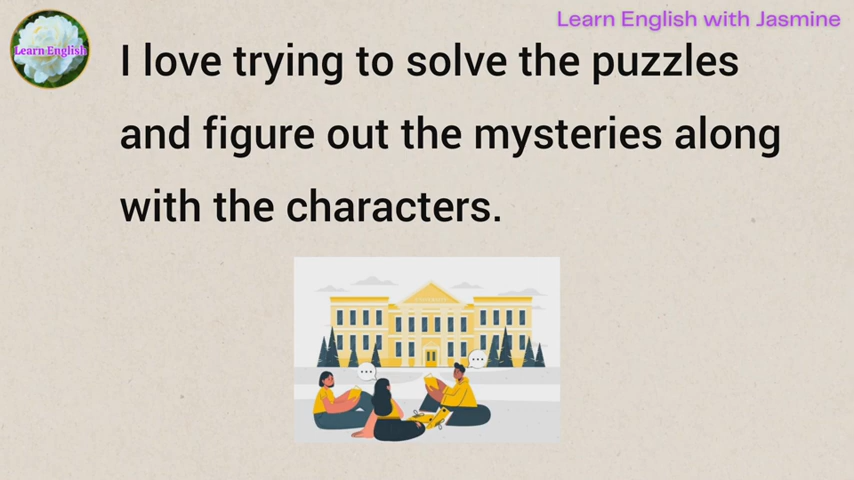 Learn English with Jasmine
Learn English
I love trying to solve the puzzles
and figure out the mysteries along
with the characters.